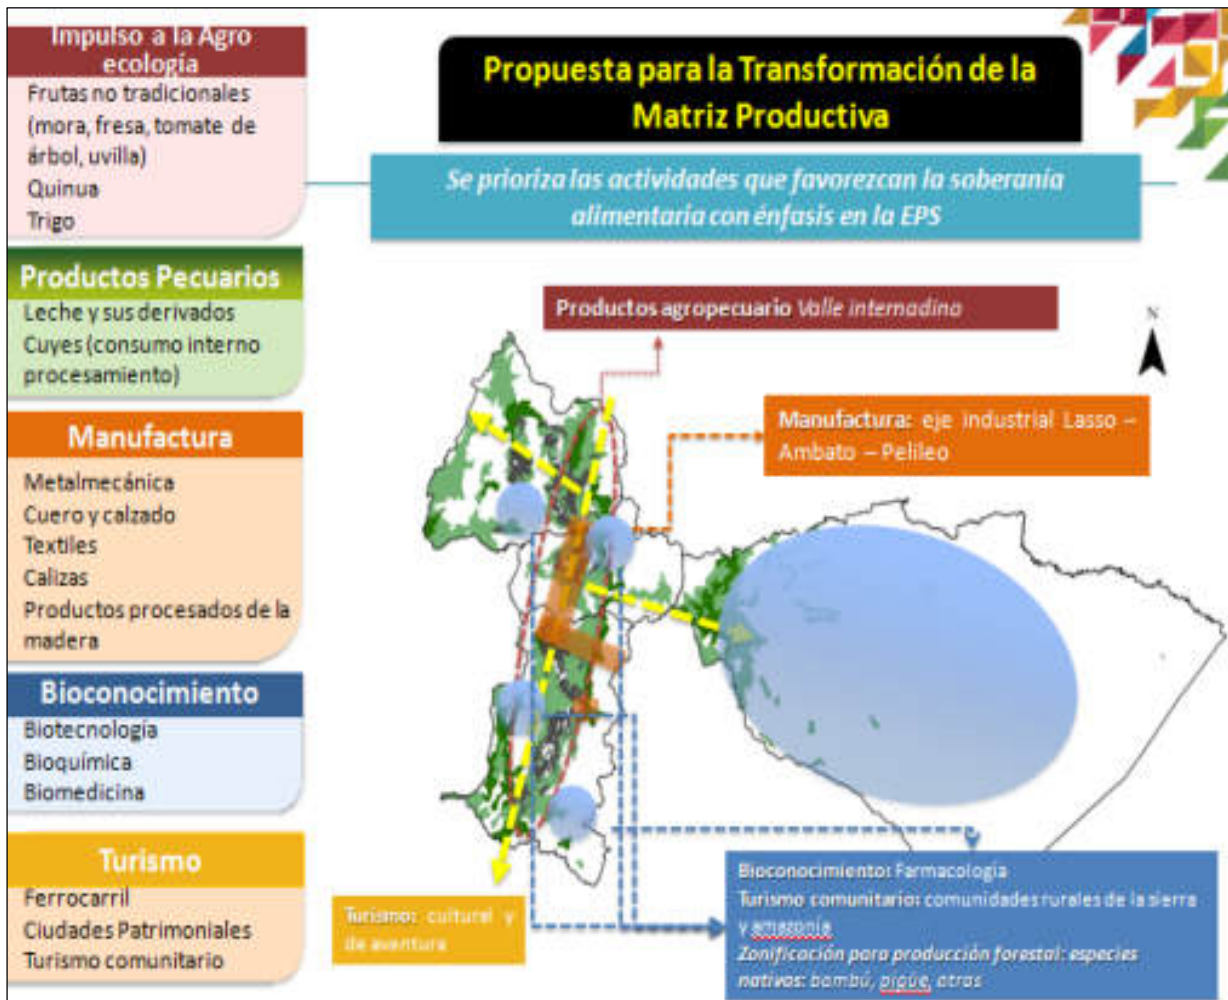 Impulso a la Agro
ecología
Frutas no tradicionales
(mora, fresa, tomate de
árbol, uvilla)
Quinua
Trigo
Productos Pecuarios
Leche y sus derivados
Cuyes (consumo interno
procesamiento)
Manufactura
Metalmecánica
Cuero y calzado
Textiles
Calizas
Productos procesados de la
madera
Bioconocimiento
Biotecnología
Bioquímica
Biomedicina
Turismo
Ferrocarril
Ciudades Patrimoniales
Turismo comunitario
Propuesta para la Transformación de la
Matriz Productiva
Se prioriza las actividades que favorezcan la soberanía
alimentaria con énfasis en la EPS
Productos agropecuario Valle internadino
N
Manufactura: eje industrial Lasso –
Ambato – Pelileo
Turismo: cultural y
de aventura
Bioconocimiento: Farmacología
Turismo comunitario: comunidades rurales de la sierra
y amazonía
Zonificación para producción forestal: especies
nativas: bambú, pigüe, otras